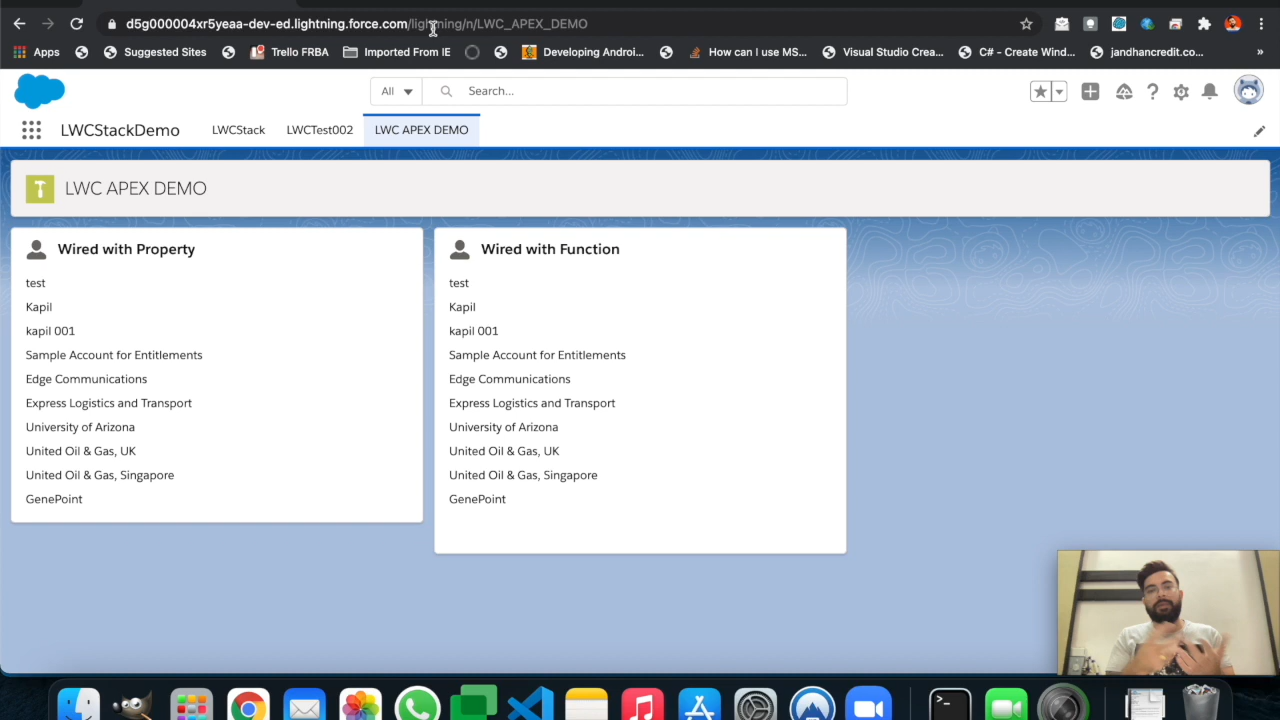 d5g000004xr5yeaa-dev-ed.lightning.force.com/lightning/n/LWC_APEX_DEMO
Apps Suggested Sites Trello FRBA Imported From IE Developing Androi... How can I use MS... Visual Studio Crea... C# – Create Win... jandhancredit.co... »
All Search...
LWCStackDemo LWCStack LWCTest002 LWC APEX DEMO
LWC APEX DEMO
Wired with Property
test
Kapil
kapil 001
Sample Account for Entitlements
Edge Communications
Express Logistics and Transport
University of Arizona
United Oil & Gas, UK
United Oil & Gas, Singapore
GenePoint
Wired with Function
test
Kapil
kapil 001
Sample Account for Entitlements
Edge Communications
Express Logistics and Transport
University of Arizona
United Oil & Gas, UK
United Oil & Gas, Singapore
GenePoint